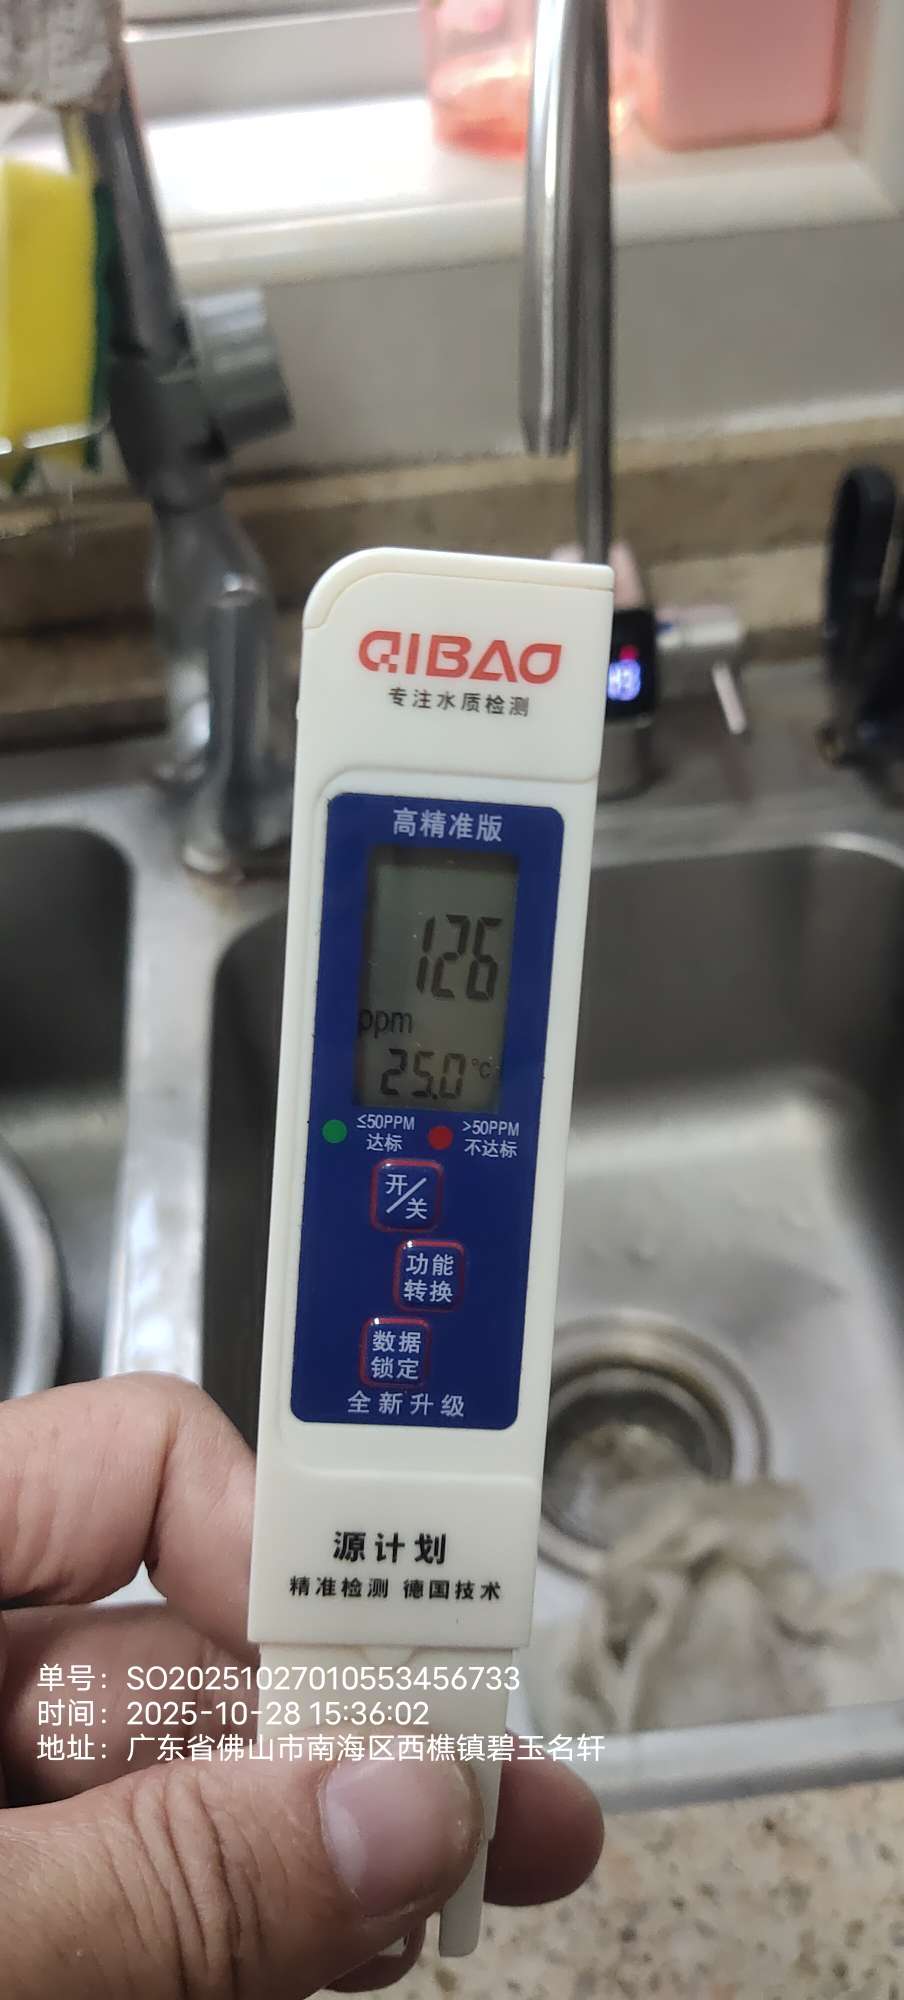 QIBAO
专注水质检测
高精准版
126
ppm
25.0℃
≤50PPM
达标
>50PPM
不达标
开/关
功能
转换
数据
锁定
全新升级
源计划
精准检测 德国技术
单号：SO202510270105534567​33
时间：2025-10-28 15:36:02
地址：广东省佛山市南海区西樵镇碧玉名轩